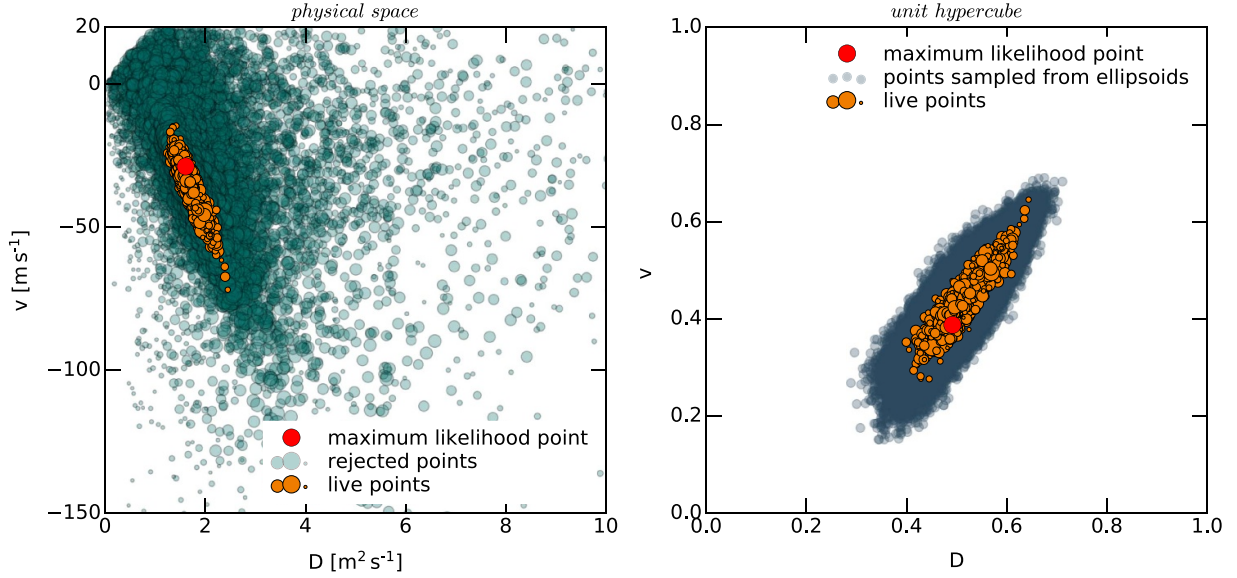 physical space
20
0
−50
−100
−150
v [m s⁻¹]
0
2
4
6
8
10
D [m² s⁻¹]
maximum likelihood point
rejected points
live points
unit hypercube
1.0
0.8
0.6
0.4
0.2
0.0
v
0.0
0.2
0.4
0.6
0.8
1.0
D
maximum likelihood point
points sampled from ellipsoids
live points